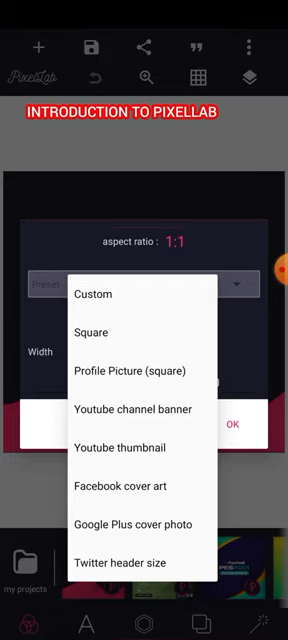 PixelLab
INTRODUCTION TO PIXELLAB
aspect ratio : 1:1
Preset
Custom
Square
Width
Profile Picture (square)
Youtube channel banner
OK
Youtube thumbnail
Facebook cover art
Google Plus cover photo
Twitter header size
my projects